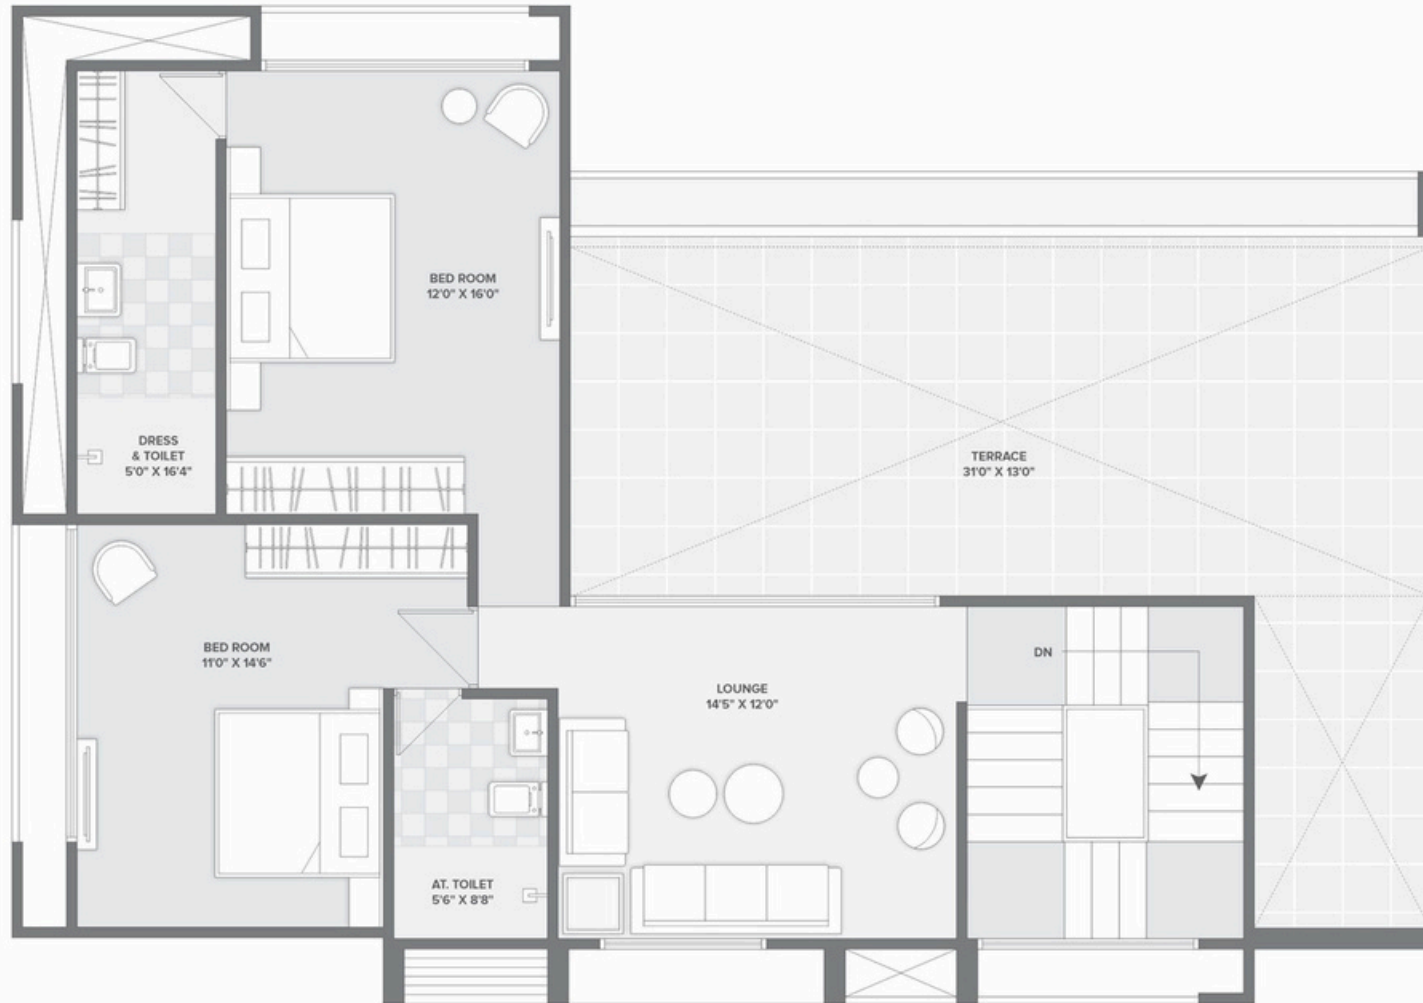 BED ROOM
12'0" X 16'0"
DRESS
& TOILET
5'0" X 16'4"
TERRACE
31'0" X 13'0"
BED ROOM
11'0" X 14'6"
DN
LOUNGE
14'5" X 12'0"
AT. TOILET
5'6" X 8'8"